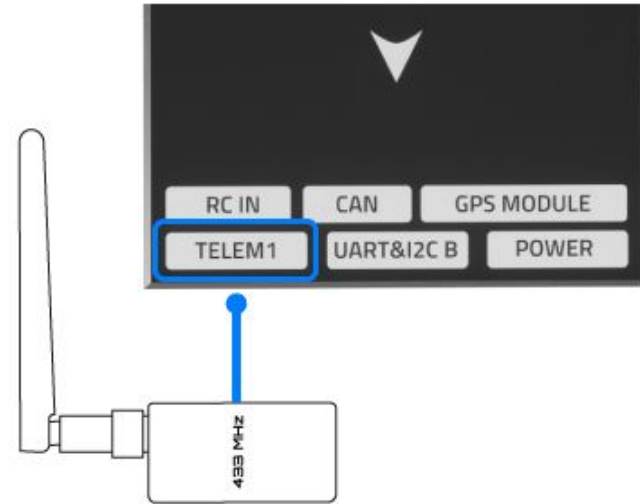 RC IN
CAN
GPS MODULE
TELEM1
UART&I2C B
POWER
433 MHz